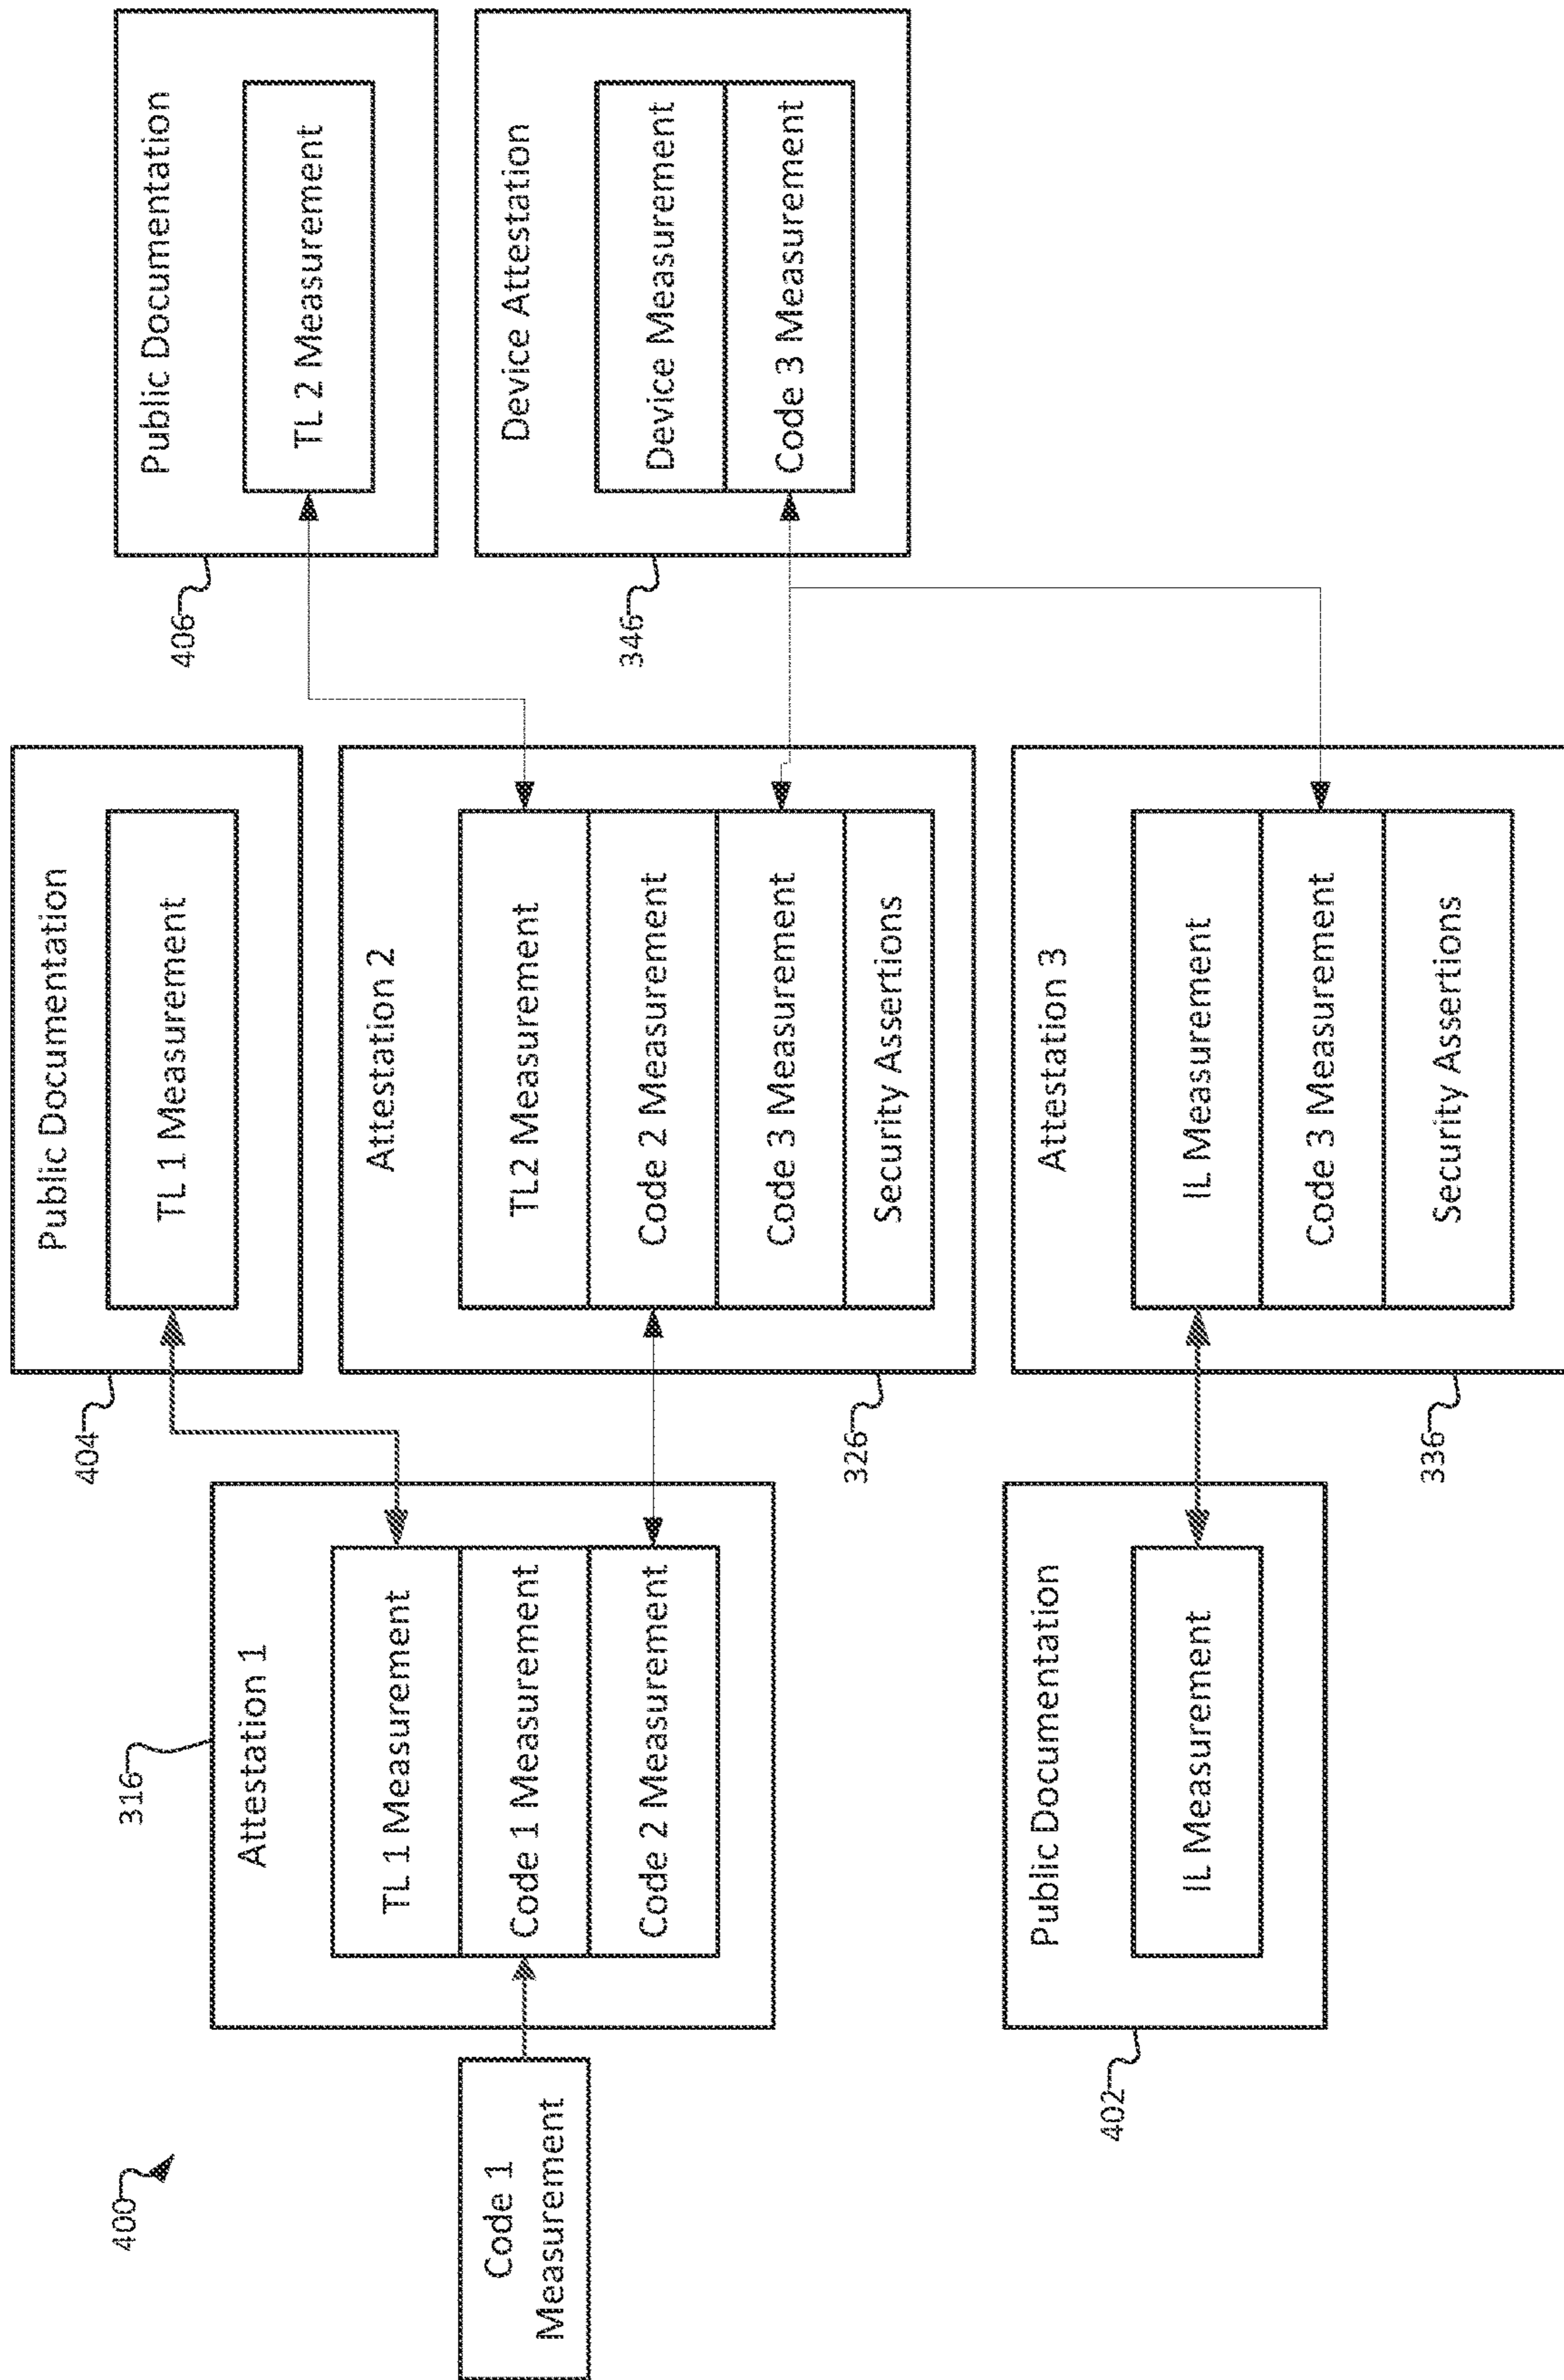 400
Code 1
Measurement
316
Attestation 1
TL 1 Measurement
Code 1 Measurement
Code 2 Measurement
402
Public Documentation
IL Measurement
404
Public Documentation
TL 1 Measurement
326
Attestation 2
TL2 Measurement
Code 2 Measurement
Code 3 Measurement
Security Assertions
336
Attestation 3
IL Measurement
Code 3 Measurement
Security Assertions
406
Public Documentation
TL 2 Measurement
346
Device Attestation
Device Measurement
Code 3 Measurement